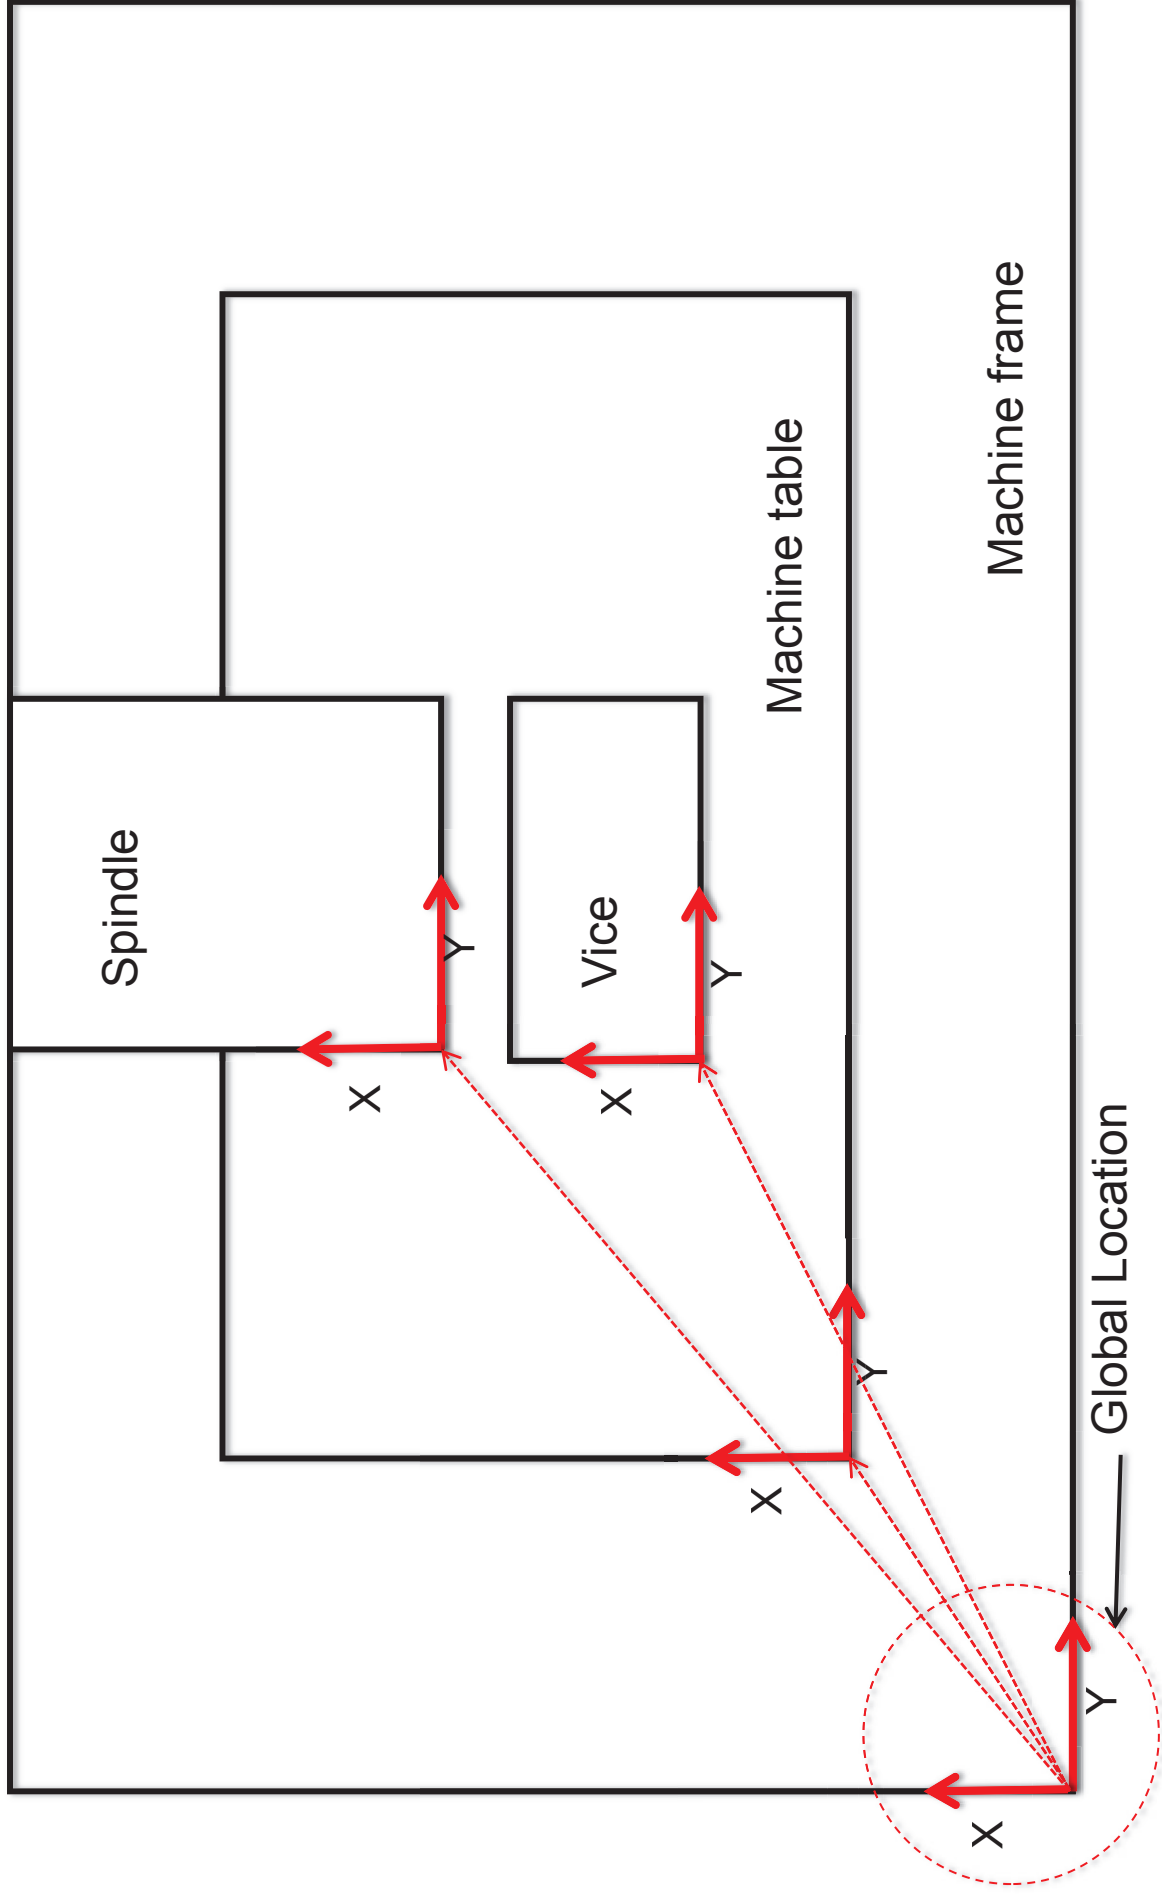 Spindle
X
Y
Vice
X
Y
Machine table
X
Y
Machine frame
X
Y
Global Location